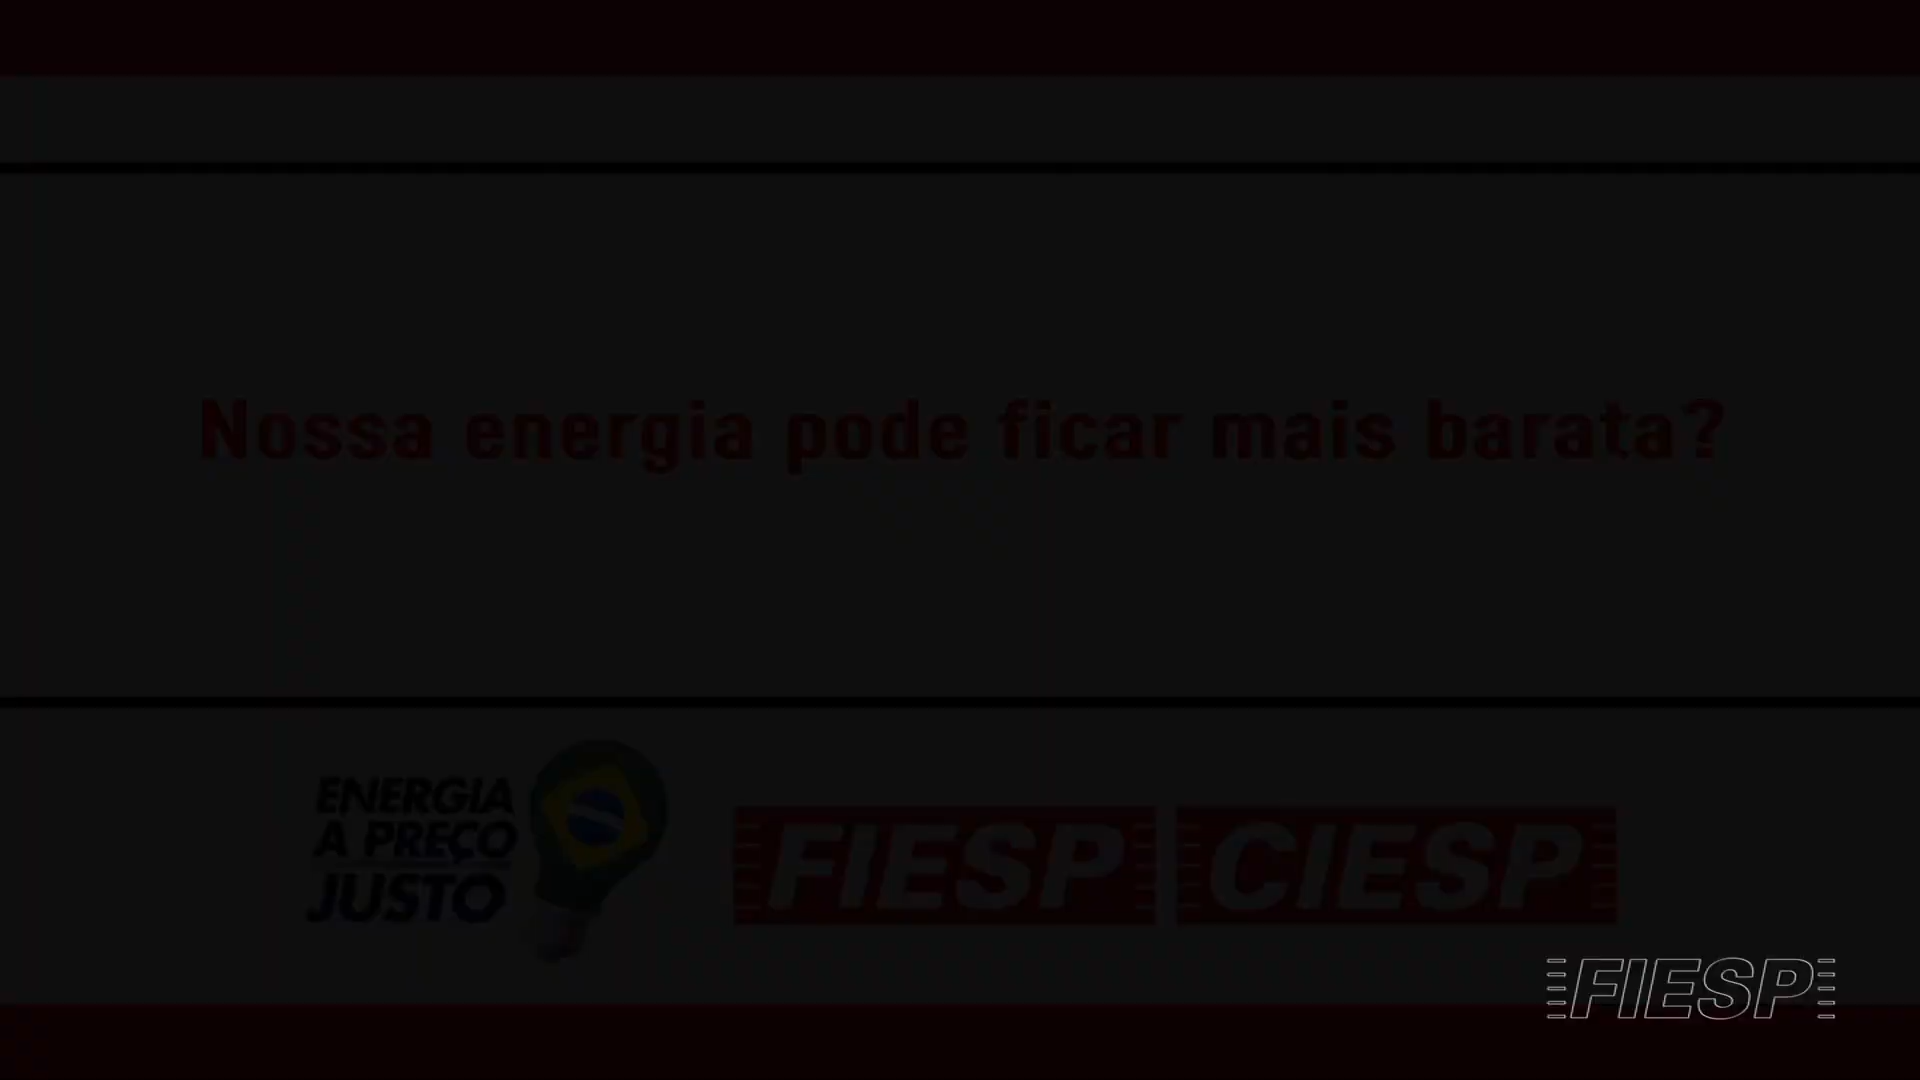 Nossa energia pode ficar mais barata?
ENERGIA
A PREÇO
JUSTO
FIESP
CIESP
FIESP